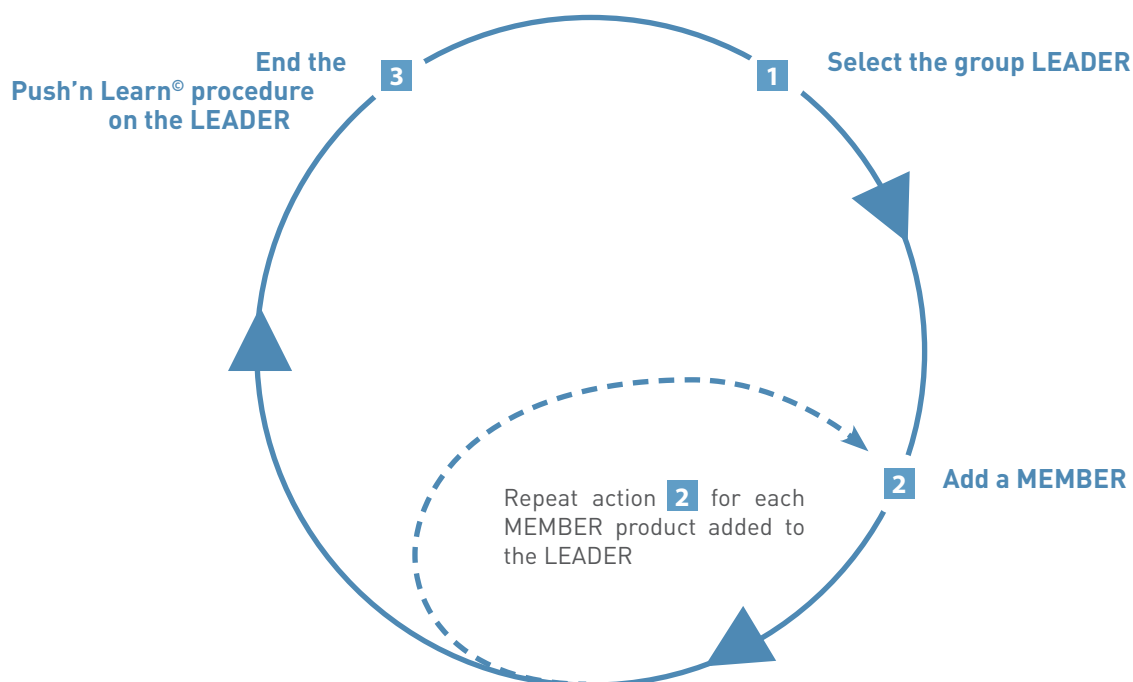 1 Select the group LEADER
2 Add a MEMBER
Repeat action 2 for each
MEMBER product added to
the LEADER
3 End the
Push'n Learn© procedure
on the LEADER